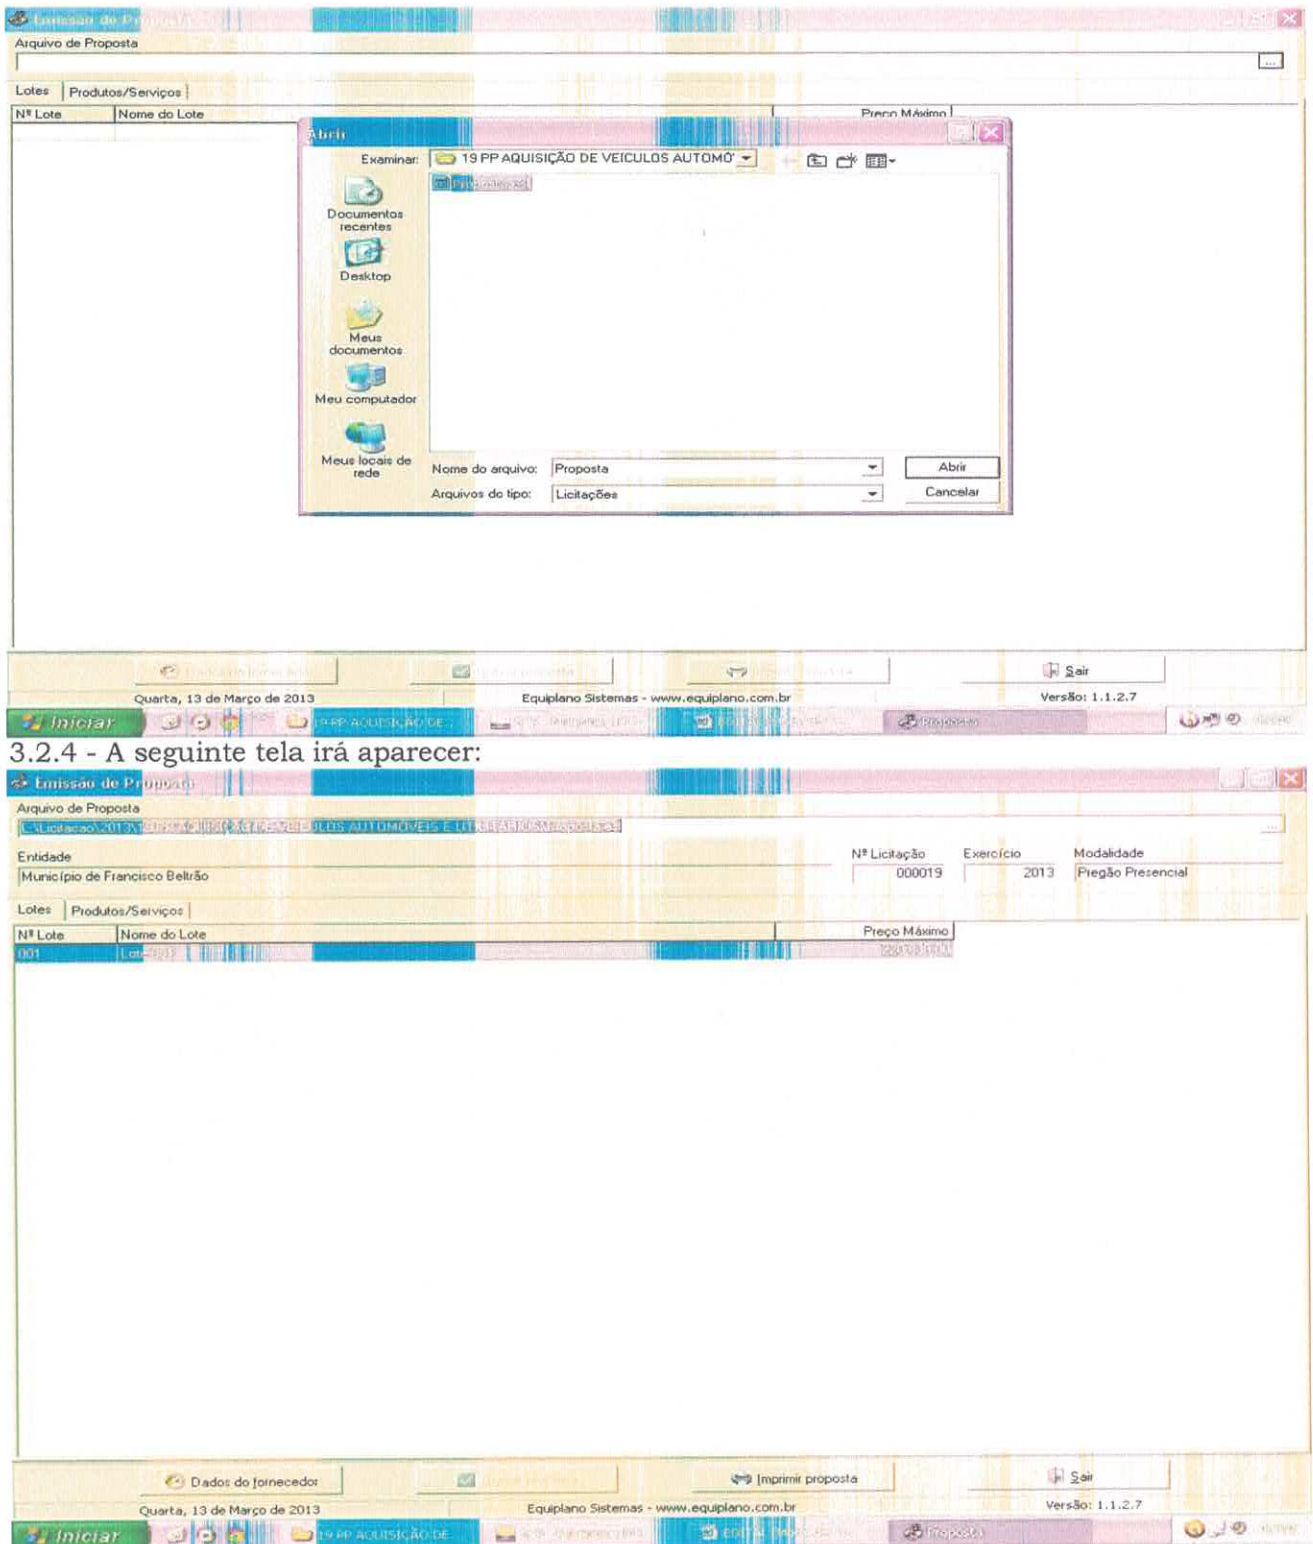 Emissão de Proposta
Arquivo de Proposta
...
Lotes Produtos/Serviços
Nº Lote Nome do Lote Preço Máximo
Abrir
Examinar: 19 PP AQUISIÇÃO DE VEICULOS AUTOMÓ
Documentos recentes
Desktop
Meus documentos
Meu computador
Meus locais de rede
Nome do arquivo: Proposta Abrir
Arquivos do tipo: Licitações Cancelar
Sair
Quarta, 13 de Março de 2013 Equiplano Sistemas - www.equiplano.com.br Versão: 1.1.2.7
Iniciar 19 PP AQUISIÇÃO DE... Proposta
3.2.4 - A seguinte tela irá aparecer:
Emissão de Proposta
Arquivo de Proposta
...
Entidade Nº Licitação Exercício Modalidade
Município de Francisco Beltrão 000019 2013 Pregão Presencial
Lotes Produtos/Serviços
Nº Lote Nome do Lote Preço Máximo
001 Lote 001
Dados do fornecedor Imprimir proposta Sair
Quarta, 13 de Março de 2013 Equiplano Sistemas - www.equiplano.com.br Versão: 1.1.2.7
Iniciar 19 PP AQUISIÇÃO DE... Proposta